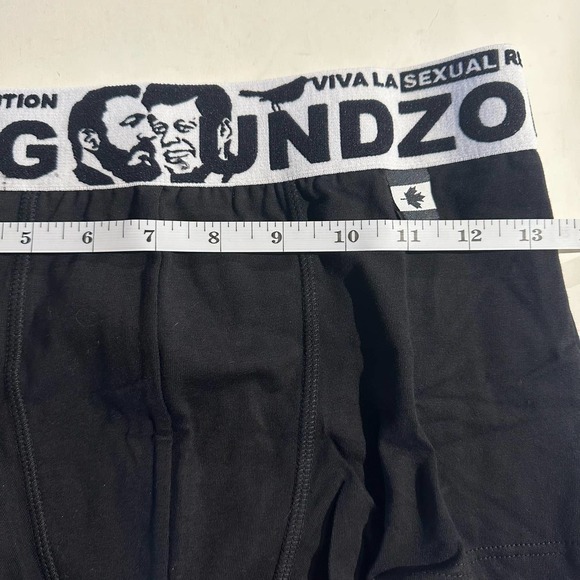 UTION VIVA LA SEXUAL R
G UNDZO
5 6 7 8 9 10 11 12 13